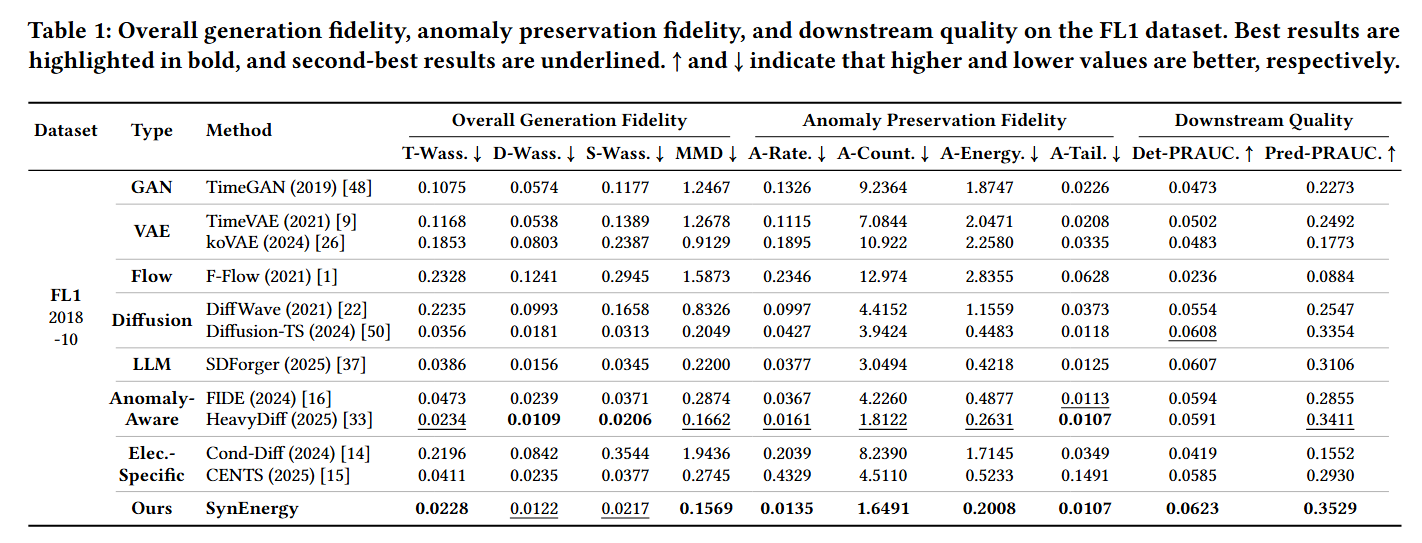 Table 1: Overall generation fidelity, anomaly preservation fidelity, and downstream quality on the FL1 dataset. Best results are
highlighted in bold, and second-best results are underlined. ↑ and ↓ indicate that higher and lower values are better, respectively.
Dataset Type Method Overall Generation Fidelity Anomaly Preservation Fidelity Downstream Quality
T-Wass. ↓ D-Wass. ↓ S-Wass. ↓ MMD ↓ A-Rate. ↓ A-Count. ↓ A-Energy. ↓ A-Tail. ↓ Det-PRAUC. ↑ Pred-PRAUC. ↑
FL1
2018
-10
GAN TimeGAN (2019) [48] 0.1075 0.0574 0.1177 1.2467 0.1326 9.2364 1.8747 0.0226 0.0473 0.2273
VAE
TimeVAE (2021) [9] 0.1168 0.0538 0.1389 1.2678 0.1115 7.0844 2.0471 0.0208 0.0502 0.2492
koVAE (2024) [26] 0.1853 0.0803 0.2387 0.9129 0.1895 10.922 2.2580 0.0335 0.0483 0.1773
Flow F-Flow (2021) [1] 0.2328 0.1241 0.2945 1.5873 0.2346 12.974 2.8355 0.0628 0.0236 0.0884
Diffusion
DiffWave (2021) [22] 0.2235 0.0993 0.1658 0.8326 0.0997 4.4152 1.1559 0.0373 0.0554 0.2547
Diffusion-TS (2024) [50] 0.0356 0.0181 0.0313 0.2049 0.0427 3.9424 0.4483 0.0118 0.0608 0.3354
LLM SDForger (2025) [37] 0.0386 0.0156 0.0345 0.2200 0.0377 3.0494 0.4218 0.0125 0.0607 0.3106
Anomaly- FIDE (2024) [16] 0.0473 0.0239 0.0371 0.2874 0.0367 4.2260 0.4877 0.0113 0.0594 0.2855
Aware HeavyDiff (2025) [33] 0.0234 0.0109 0.0206 0.1662 0.0161 1.8122 0.2631 0.0107 0.0591 0.3411
Elec.- Cond-Diff (2024) [14] 0.2196 0.0842 0.3544 1.9436 0.2039 8.2390 1.7145 0.0349 0.0419 0.1552
Specific CENTS (2025) [15] 0.0411 0.0235 0.0377 0.2745 0.4329 4.5110 0.5233 0.1491 0.0585 0.2930
Ours SynEnergy 0.0228 0.0122 0.0217 0.1569 0.0135 1.6491 0.2008 0.0107 0.0623 0.3529